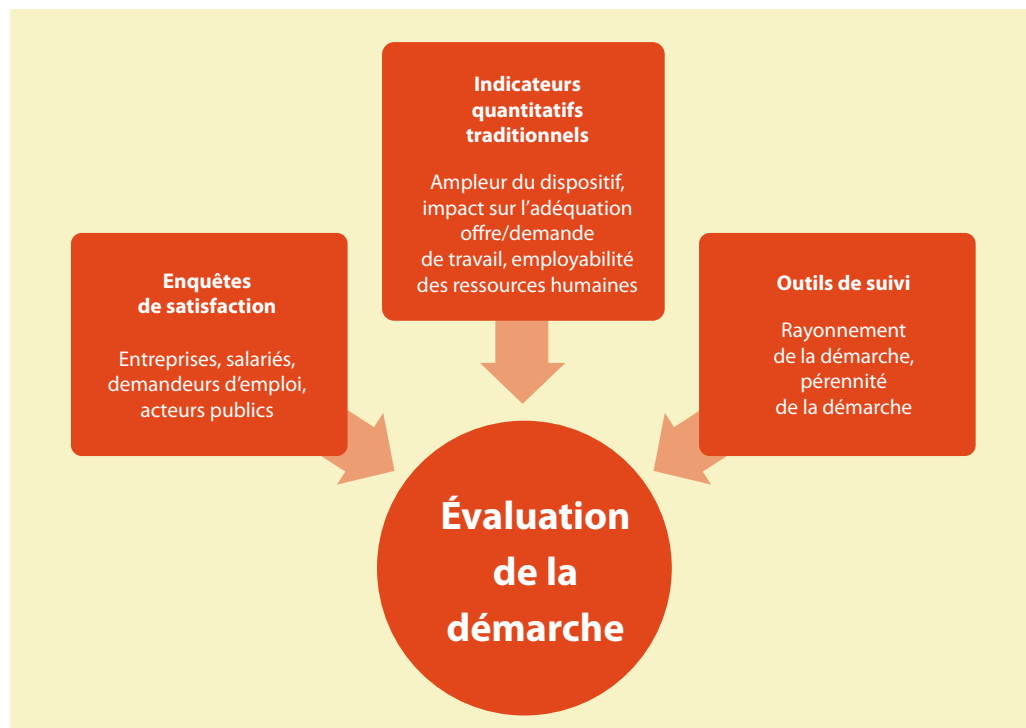 Enquêtes
de satisfaction
Entreprises, salariés,
demandeurs d’emploi,
acteurs publics
Indicateurs
quantitatifs
traditionnels
Ampleur du dispositif,
impact sur l’adéquation
offre/demande
de travail, employabilité
des ressources humaines
Outils de suivi
Rayonnement
de la démarche,
pérennité
de la démarche
Évaluation
de la
démarche